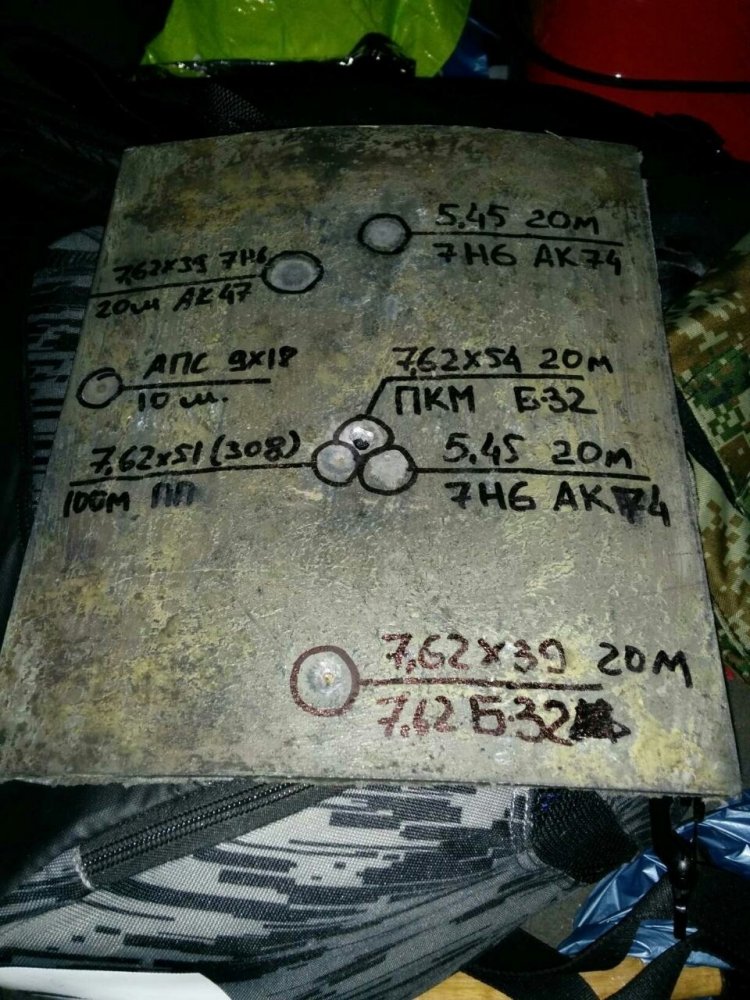 5.45 20м
7Н6 АК74
7,62х39 7Н6
20м АК47
АПС 9х18
10 м.
7.62х54 20м
ПКМ Б-32
7,62х51 (308)
100м ПП
5.45 20м
7Н6 АК74
7,62х39 20м
7,62 Б-32